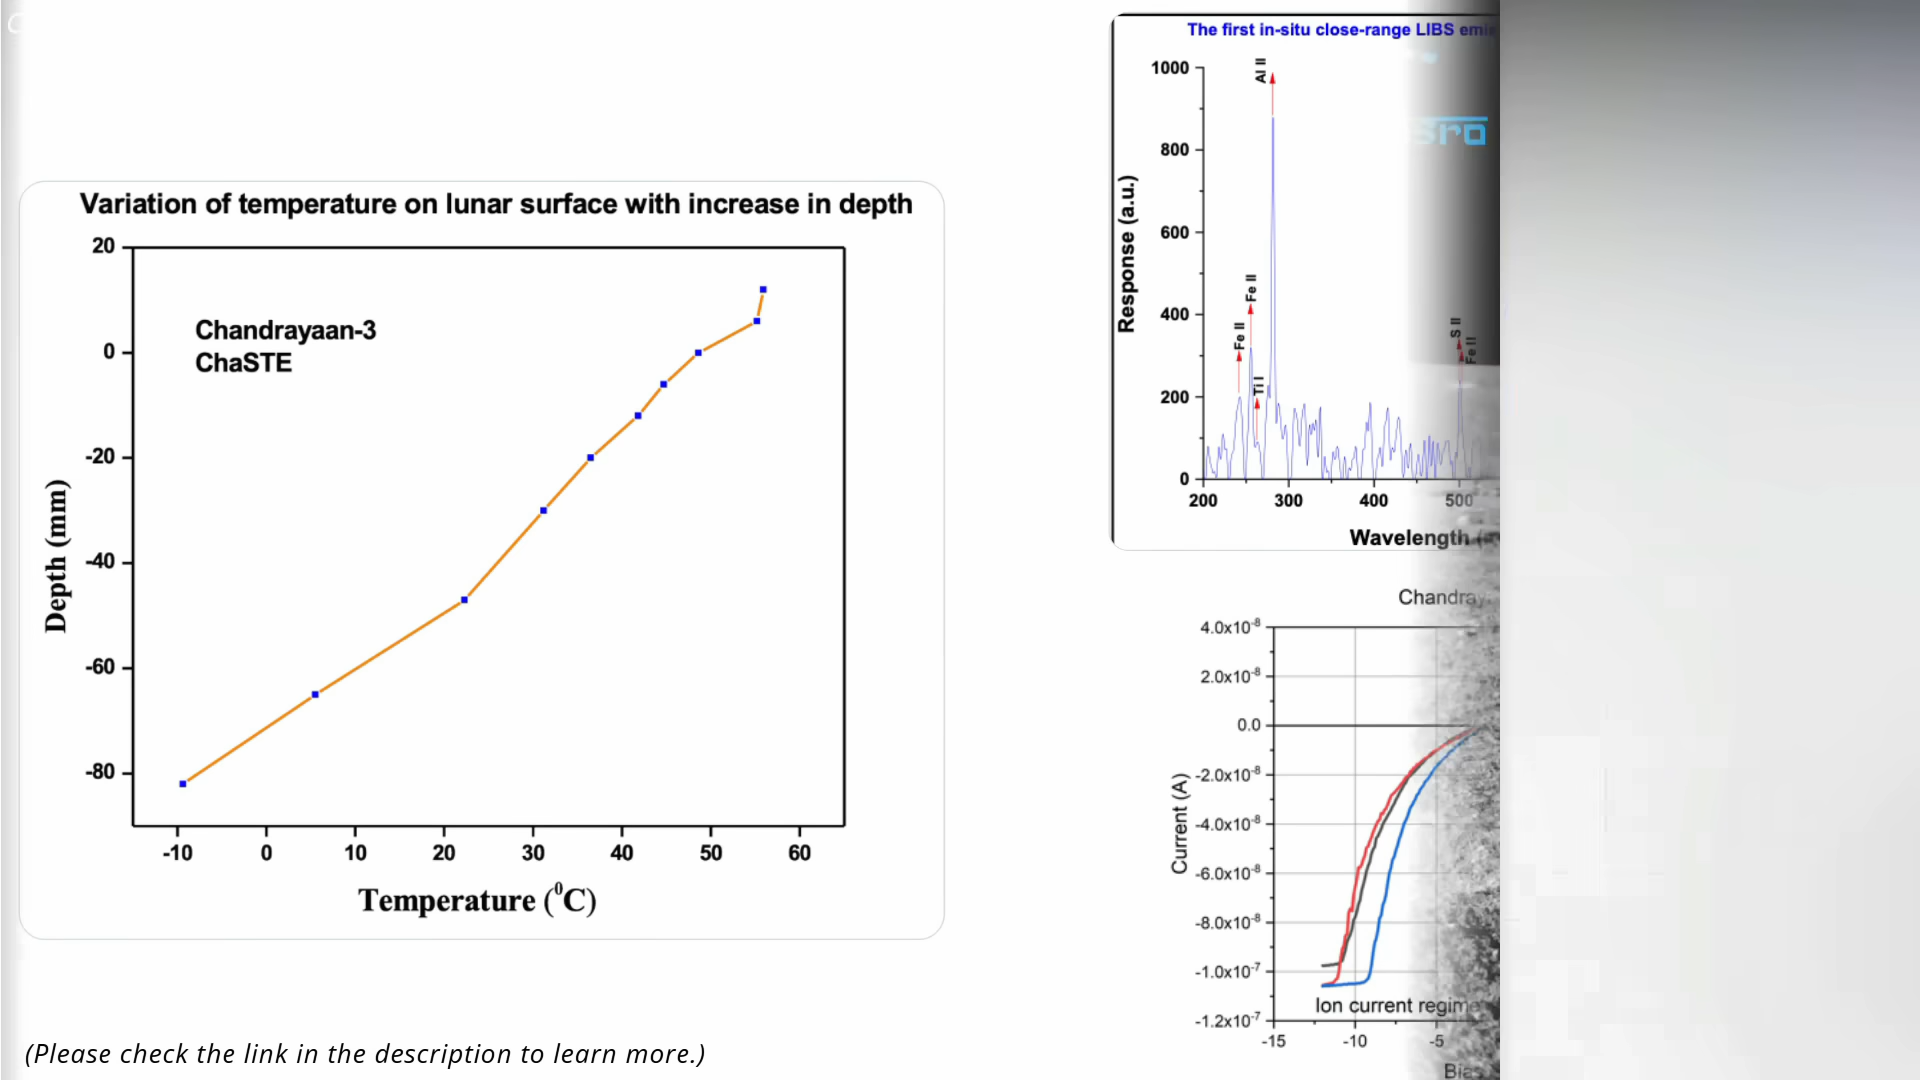 Variation of temperature on lunar surface with increase in depth
20
0
-20
-40
-60
-80
Chandrayaan-3
ChaSTE
Depth (mm)
-10 0 10 20 30 40 50 60
Temperature (⁰C)
(Please check the link in the description to learn more.)
The first in-situ close-range LIBS
1000
800
600
400
200
0
Response (a.u.)
Fe II
Fe II
Ti I
Al II
S II
Fe II
sro
200 300 400 500
Wavelength
4.0x10⁻⁸
2.0x10⁻⁸
0.0
-2.0x10⁻⁸
-4.0x10⁻⁸
-6.0x10⁻⁸
-8.0x10⁻⁸
-1.0x10⁻⁷
-1.2x10⁻⁷
Current (A)
Ion current regime
-15 -10 -5
Bias